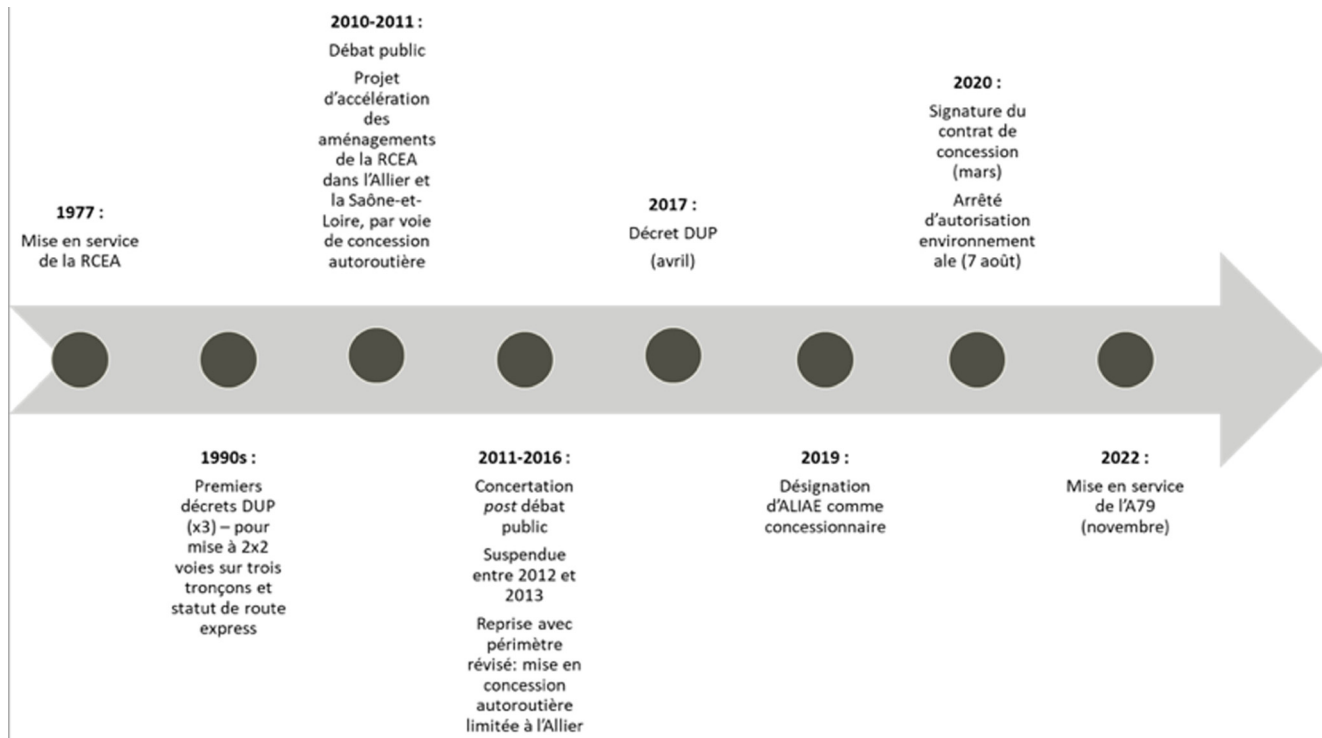 1977 :
Mise en service
de la RCEA
1990s :
Premiers
décrets DUP
(x3) – pour
mise à 2x2
voies sur trois
tronçons et
statut de route
express
2010-2011 :
Débat public
Projet
d’accélération
des
aménagements
de la RCEA
dans l’Allier et
la Saône-et-
Loire, par voie
de concession
autoroutière
2011-2016 :
Concertation
post débat
public
Suspendue
entre 2012 et
2013
Reprise avec
périmètre
révisé: mise en
concession
autoroutière
limitée à l’Allier
2017 :
Décret DUP
(avril)
2019 :
Désignation
d’ALIAE comme
concessionnaire
2020 :
Signature du
contrat de
concession
(mars)
Arrêté
d’autorisation
environnement
ale (7 août)
2022 :
Mise en service
de l’A79
(novembre)